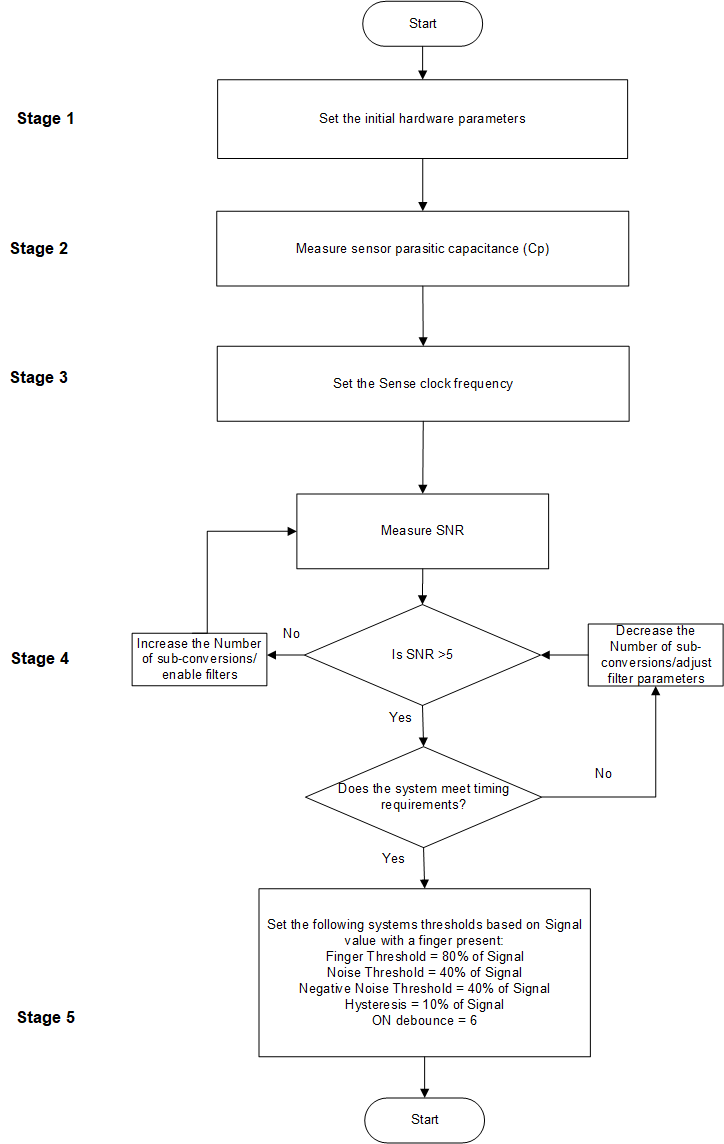 Start
Stage 1
Set the initial hardware parameters
Stage 2
Measure sensor parasitic capacitance (Cp)
Stage 3
Set the Sense clock frequency
Measure SNR
Stage 4
Increase the Number
of sub-conversions/
enable filters
No
Is SNR >5
Decrease the
Number of sub-
conversions/adjust
filter parameters
Yes
Does the system meet timing
requirements?
No
Yes
Stage 5
Set the following systems thresholds based on Signal
value with a finger present:
Finger Threshold = 80% of Signal
Noise Threshold = 40% of Signal
Negative Noise Threshold = 40% of Signal
Hysteresis = 10% of Signal
ON debounce = 6
Start